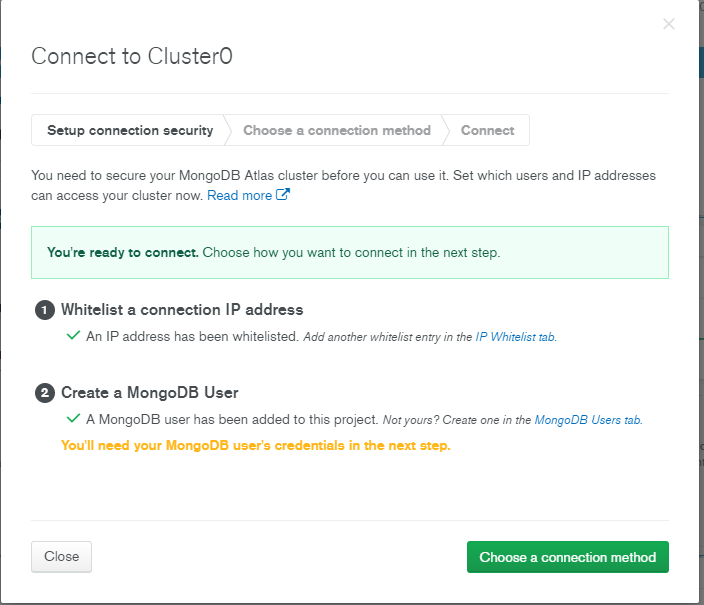 Connect to Cluster0
Setup connection security
Choose a connection method
Connect
You need to secure your MongoDB Atlas cluster before you can use it. Set which users and IP addresses
can access your cluster now. Read more
You're ready to connect. Choose how you want to connect in the next step.
1 Whitelist a connection IP address
An IP address has been whitelisted. Add another whitelist entry in the IP Whitelist tab.
2 Create a MongoDB User
A MongoDB user has been added to this project. Not yours? Create one in the MongoDB Users tab.
You'll need your MongoDB user's credentials in the next step.
Close
Choose a connection method